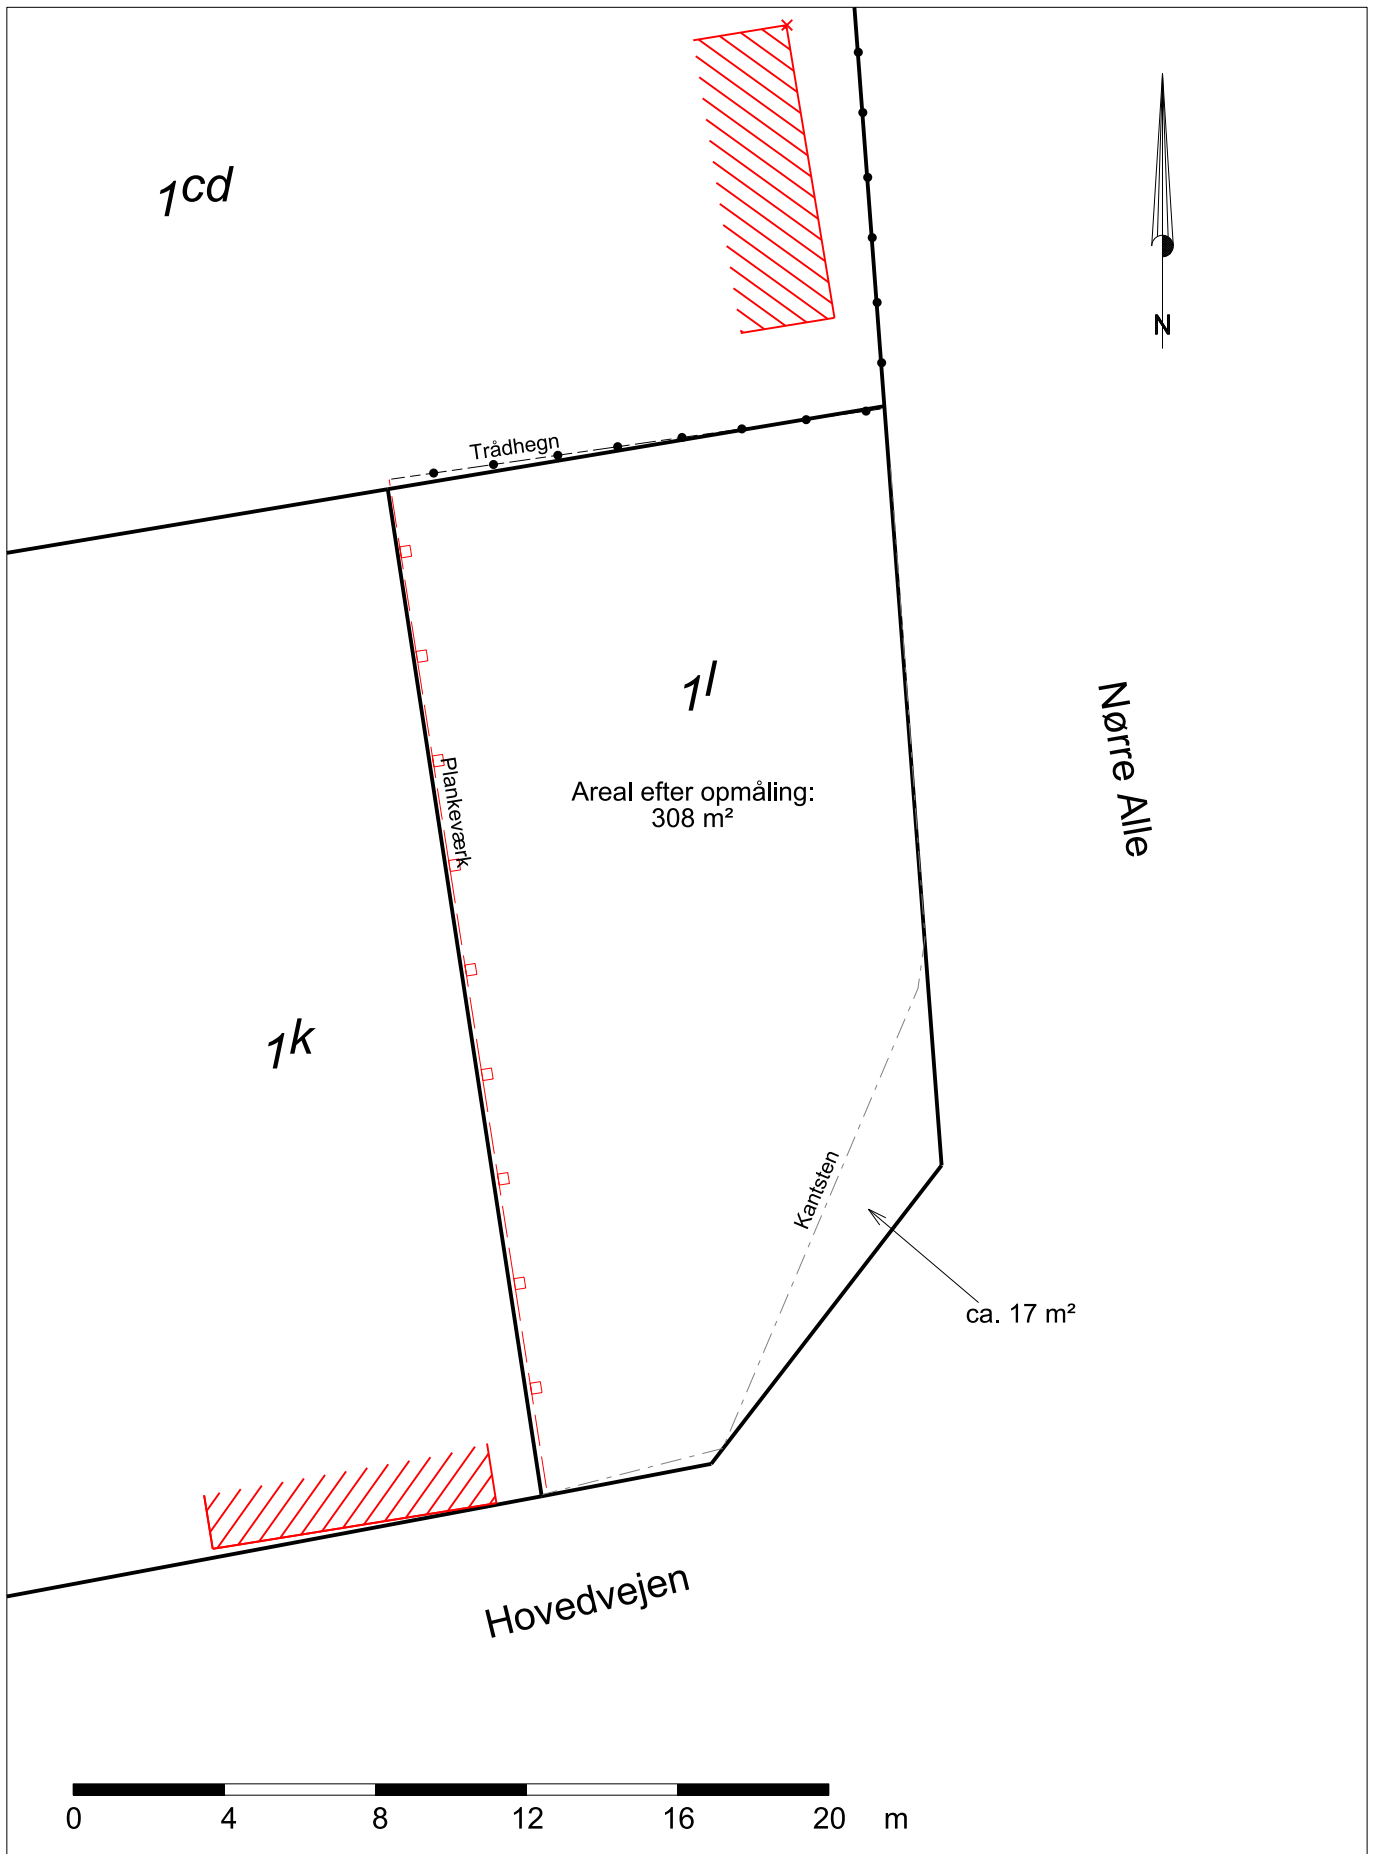 1cd
N
Trådhegn
1l
Areal efter opmåling:
308 m²
Plankeværk
Nørre Alle
1k
Kantsten
ca. 17 m²
Hovedvejen
0 4 8 12 16 20 m